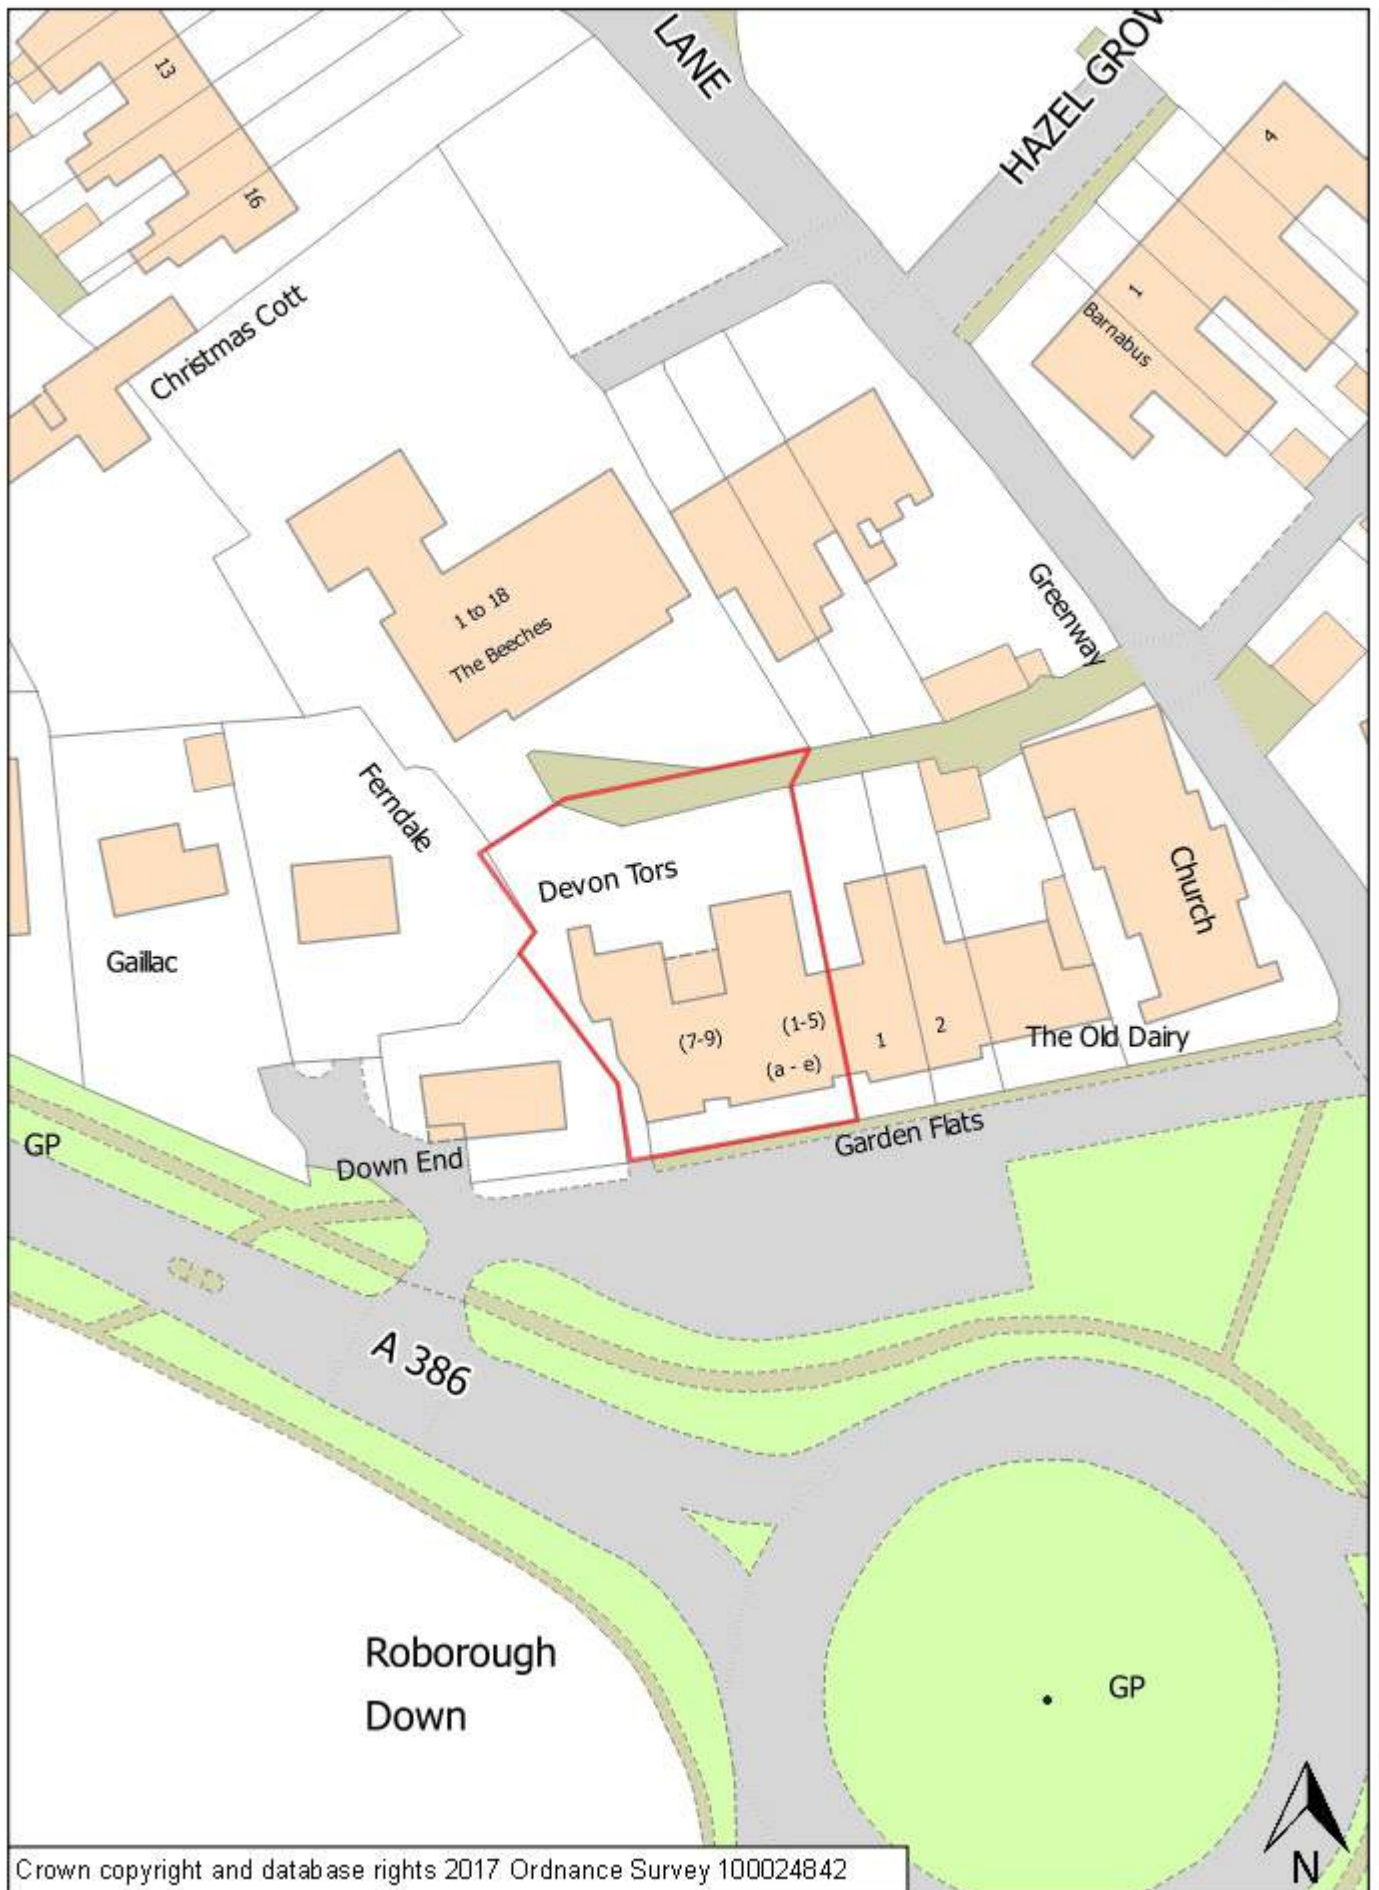 LANE
HAZEL GROV
13
16
4
1
Barnabus
Christmas Cott
1 to 18
The Beeches
Greenway
Ferndale
Devon Tors
Church
Gaillac
(7-9)
(1-5)
(a - e)
1
2
The Old Dairy
Garden Flats
GP
Down End
A 386
Roborough
Down
GP
N
Crown copyright and database rights 2017 Ordnance Survey 100024842